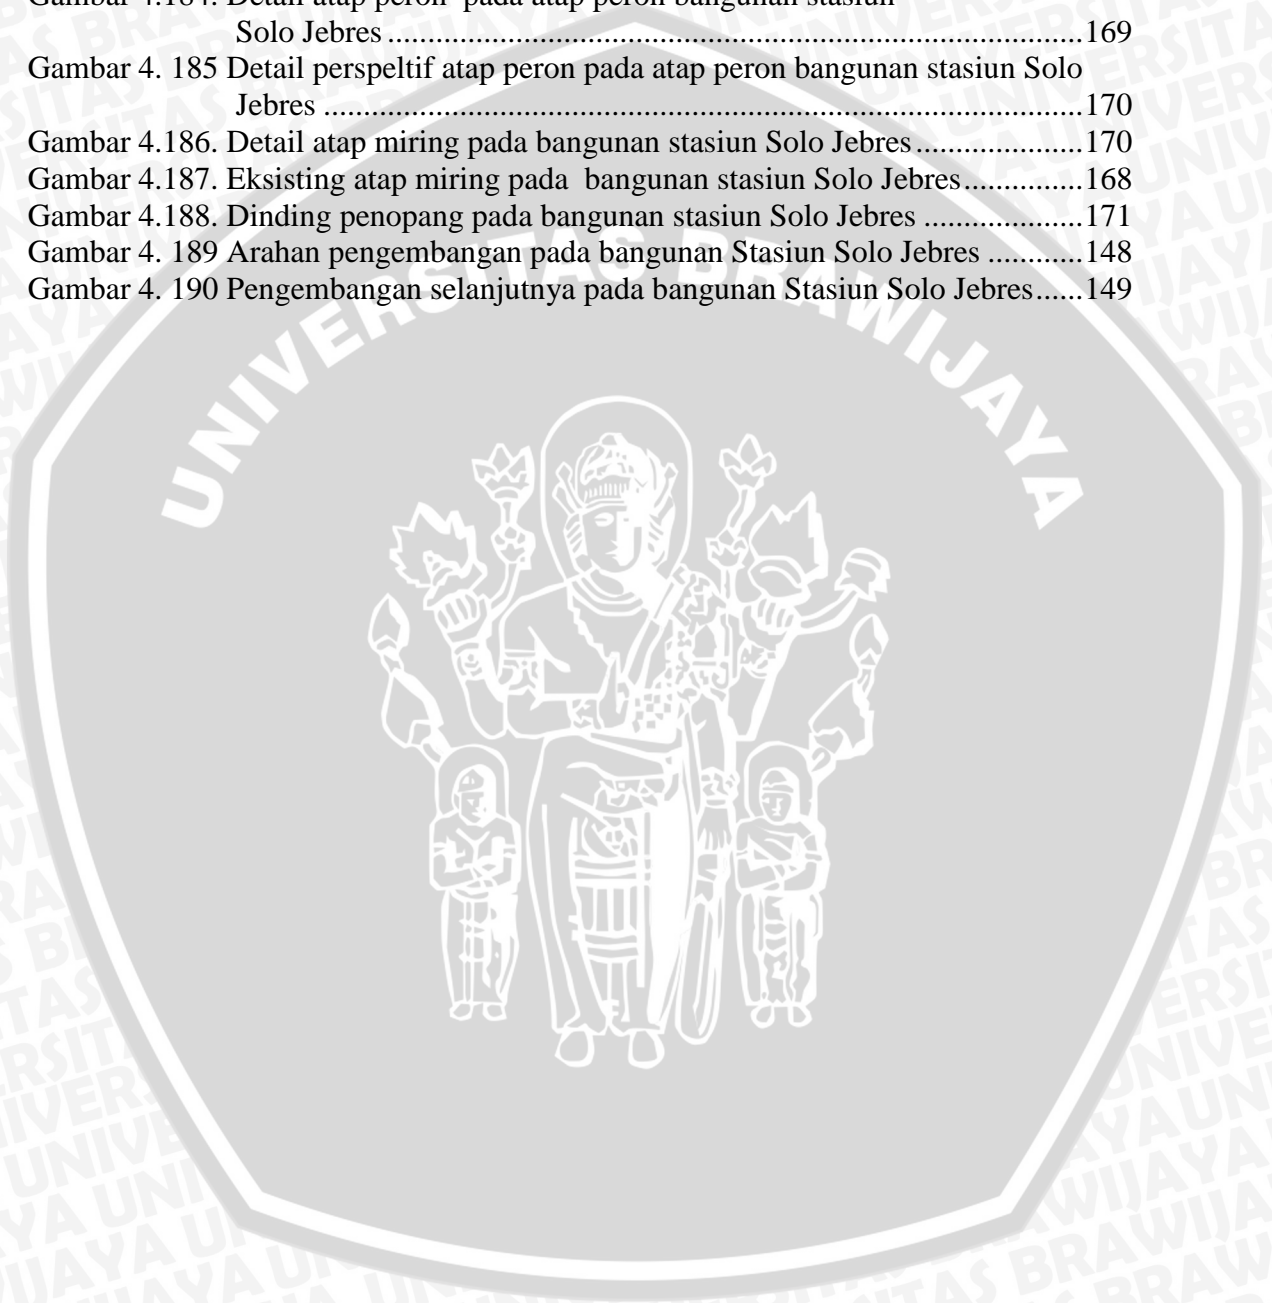 Gambar 4.184. Detail atap peron pada atap peron bangunan stasiun
Solo Jebres ......................................................................................169
Gambar 4. 185 Detail perspeltif atap peron pada atap peron bangunan stasiun Solo
Jebres ..............................................................................................170
Gambar 4.186. Detail atap miring pada bangunan stasiun Solo Jebres.....................170
Gambar 4.187. Eksisting atap miring pada bangunan stasiun Solo Jebres...............168
Gambar 4.188. Dinding penopang pada bangunan stasiun Solo Jebres ....................171
Gambar 4. 189 Arahan pengembangan pada bangunan Stasiun Solo Jebres ............148
Gambar 4. 190 Pengembangan selanjutnya pada bangunan Stasiun Solo Jebres......149
UNIVERSITAS BRAWIJAYA